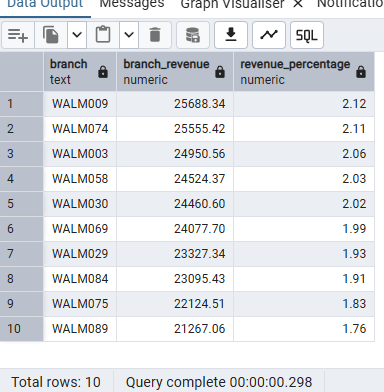 Data Output Messages Graph Visualiser × Notificatio
SQL
branch text branch_revenue numeric revenue_percentage numeric
1 WALM009 25688.34 2.12
2 WALM074 25555.42 2.11
3 WALM003 24950.56 2.06
4 WALM058 24524.37 2.03
5 WALM030 24460.60 2.02
6 WALM069 24077.70 1.99
7 WALM029 23327.34 1.93
8 WALM084 23095.43 1.91
9 WALM075 22124.51 1.83
10 WALM089 21267.06 1.76
Total rows: 10 Query complete 00:00:00.298